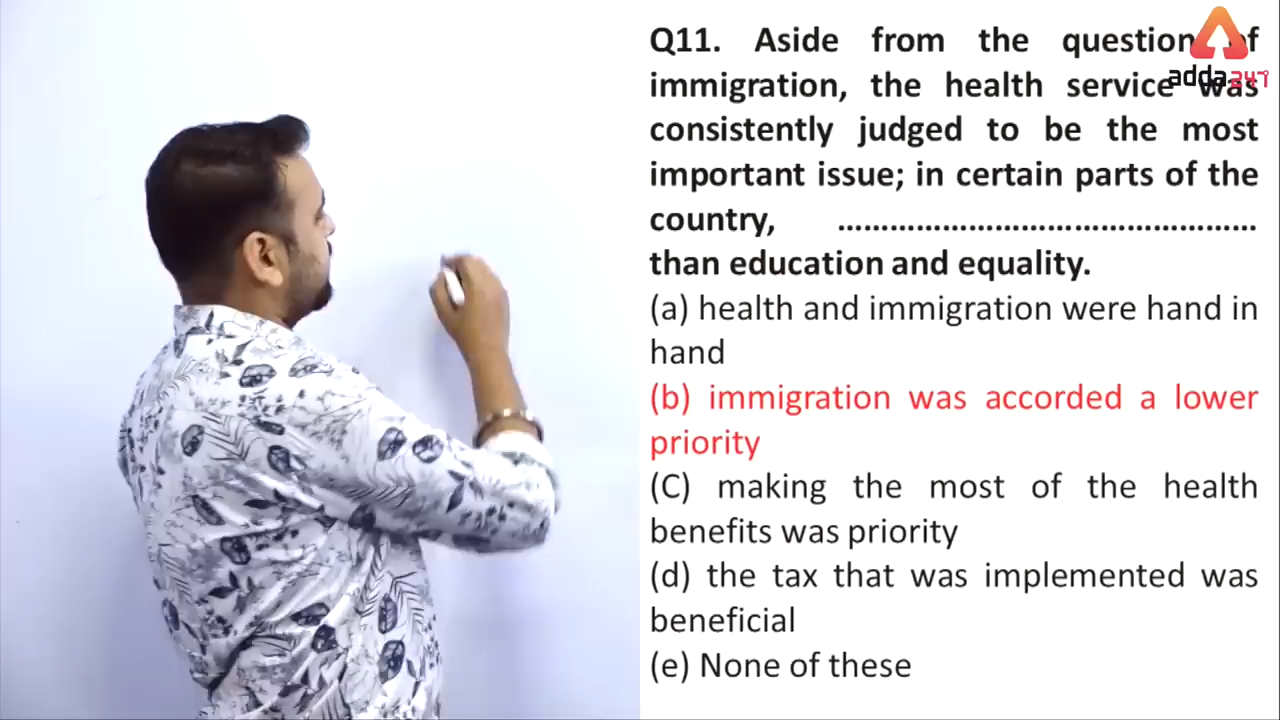 Q11. Aside from the question of
immigration, the health service was
consistently judged to be the most
important issue; in certain parts of the
country, ...............................................
than education and equality.
(a) health and immigration were hand in
hand
(b) immigration was accorded a lower
priority
(C) making the most of the health
benefits was priority
(d) the tax that was implemented was
beneficial
(e) None of these
adda247